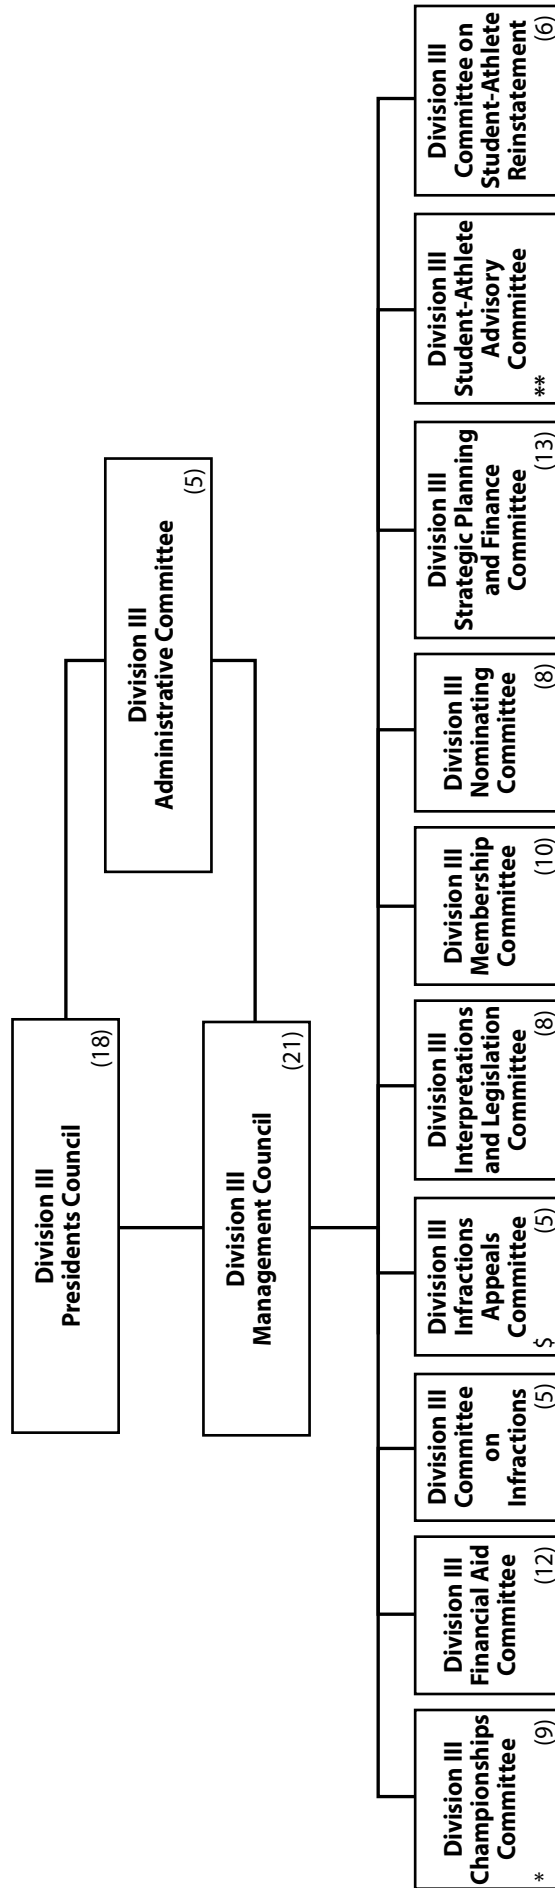 Division III
Presidents Council
(18)
Division III
Administrative Committee
(5)
Division III
Management Council
(21)
Division III
Championships
Committee
*
(9)
Division III
Financial Aid
Committee
(12)
Division III
Committee
on
Infractions
(5)
Division III
Infractions
Appeals
Committee
$
(5)
Division III
Interpretations
and Legislation
Committee
(8)
Division III
Membership
Committee
(10)
Division III
Nominating
Committee
(8)
Division III
Strategic Planning
and Finance
Committee
(13)
Division III
Student-Athlete
Advisory
Committee
**
Division III
Committee on
Student-Athlete
Reinstatement
(6)